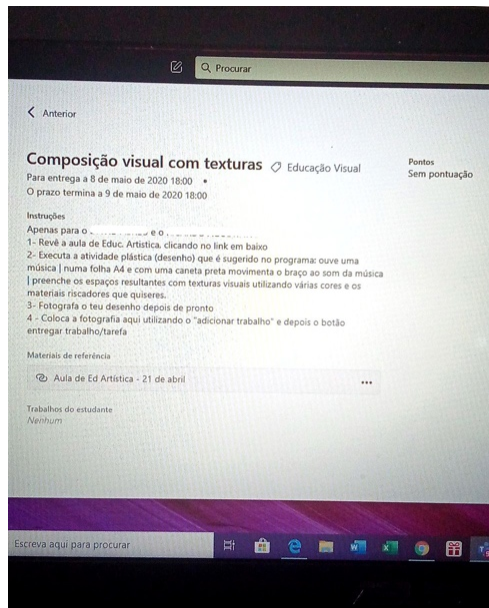 Procurar
Anterior
Composição visual com texturas
Educação Visual
Pontos
Sem pontuação
Para entrega a 8 de maio de 2020 18:00 •
O prazo termina a 9 de maio de 2020 18:00
Instruções
Apenas para o e o
1- Revê a aula de Educ. Artística, clicando no link em baixo
2- Executa a atividade plástica (desenho) que é sugerido no programa: ouve uma
música | numa folha A4 e com uma caneta preta movimenta o braço ao som da música
| preenche os espaços resultantes com texturas visuais utilizando várias cores e os
materiais riscadores que quiseres.
3- Fotografa o teu desenho depois de pronto
4 - Coloca a fotografia aqui utilizando o "adicionar trabalho" e depois o botão
entregar trabalho/tarefa
Materiais de referência
Aula de Ed Artística - 21 de abril
Trabalhos do estudante
Nenhum
Escreva aqui para procurar